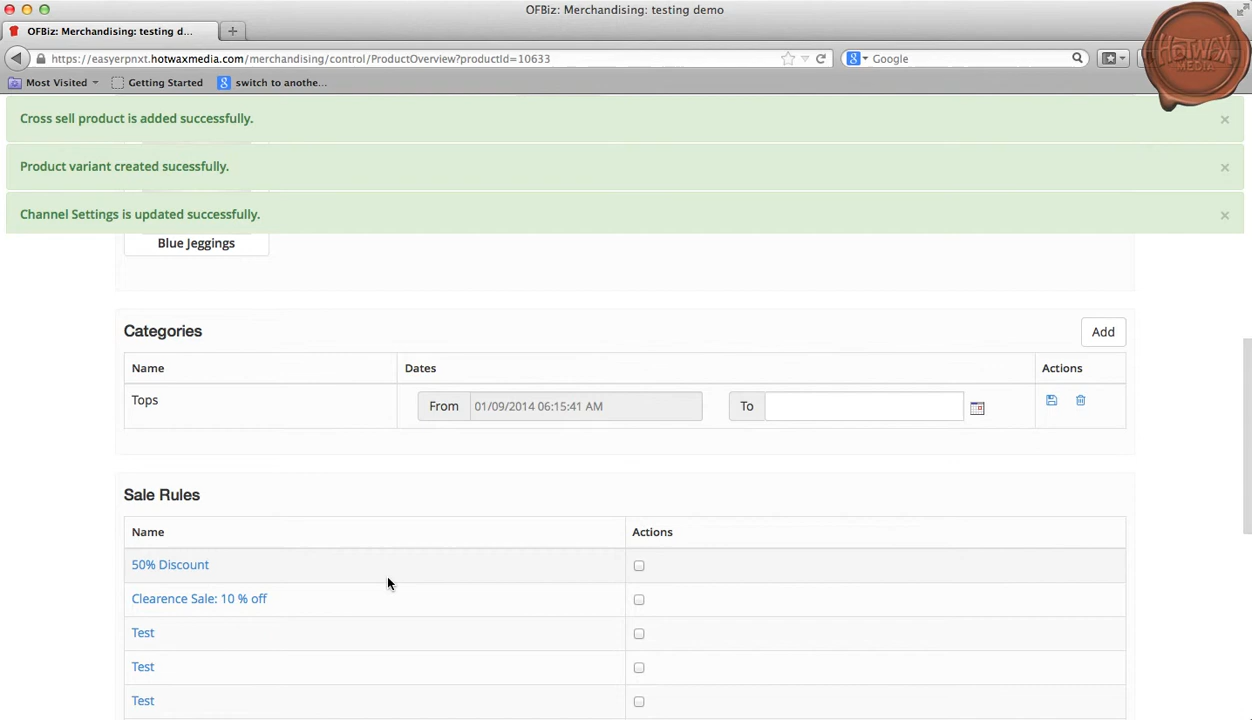 OFBiz: Merchandising: testing demo
OFBiz: Merchandising: testing d...
https://easyerpnxt.hotwaxmedia.com/merchandising/control/ProductOverview?productId=10633
Google
HotWax
MEDIA
Most Visited
Getting Started
switch to anothe...
Cross sell product is added successfully.
Product variant created sucessfully.
Channel Settings is updated successfully.
Blue Jeggings
Categories
Add
Name
Dates
Actions
Tops
From
01/09/2014 06:15:41 AM
To
Sale Rules
Name
Actions
50% Discount
Clearence Sale: 10 % off
Test
Test
Test